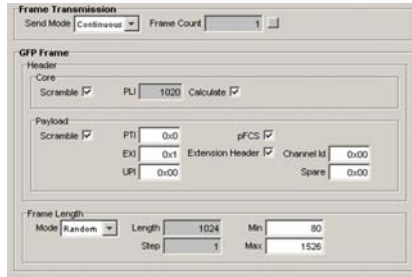 Frame Transmission
Send Mode Continuous Frame Count 1
GFP Frame
Header
Core
Scramble PLI 1020 Calculate
Payload
Scramble PTI 0x0 pFCS
EXI 0x1 Extension Header Channel Id 0x00
UPI 0x00 Spare 0x00
Frame Length
Mode Random Length 1024 Min 80
Step 1 Max 1526